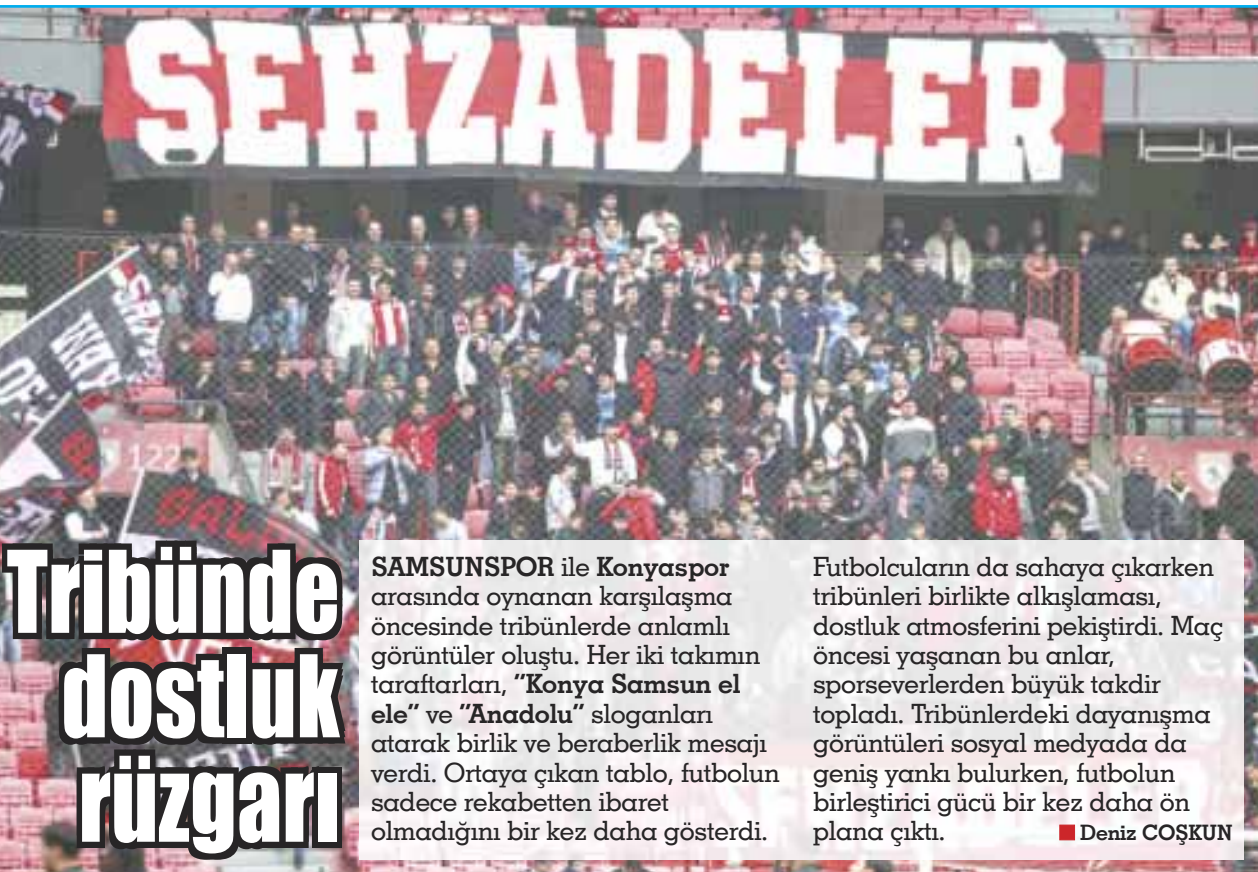 SEHZADELER
122
Tribünde
dostluk
rüzgarı
SAMSUNSPOR ile Konyaspor
arasında oynanan karşılaşma
öncesinde tribünlerde anlamlı
görüntüler oluştu. Her iki takımın
taraftarları, "Konya Samsun el
ele" ve "Anadolu" sloganları
atarak birlik ve beraberlik mesajı
verdi. Ortaya çıkan tablo, futbolun
sadece rekabetten ibaret
olmadığını bir kez daha gösterdi.
Futbolcuların da sahaya çıkarken
tribünleri birlikte alkışlaması,
dostluk atmosferini pekiştirdi. Maç
öncesi yaşanan bu anlar,
sporseverlerden büyük takdir
topladı. Tribünlerdeki dayanışma
görüntüleri sosyal medyada da
geniş yankı bulurken, futbolun
birleştirici gücü bir kez daha ön
plana çıktı.
Deniz COŞKUN